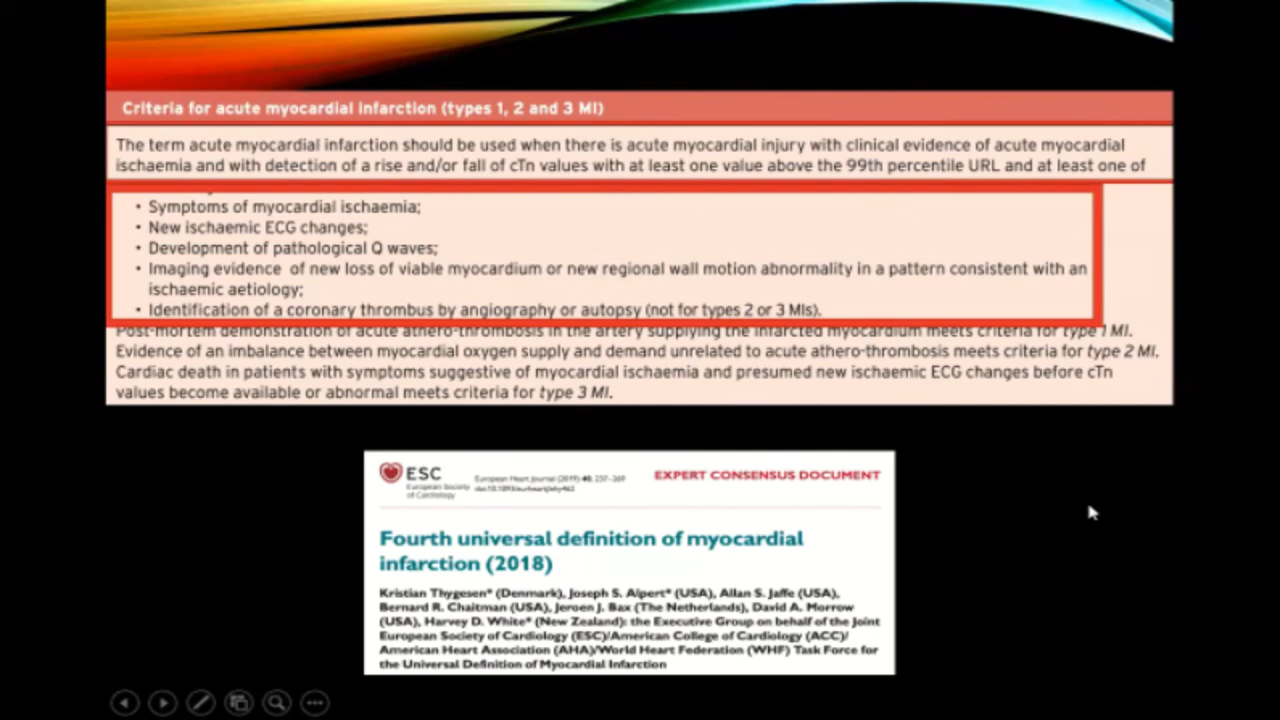 Criteria for acute myocardial infarction (types 1, 2 and 3 MI)
The term acute myocardial infarction should be used when there is acute myocardial injury with clinical evidence of acute myocardial
ischaemia and with detection of a rise and/or fall of cTn values with at least one value above the 99th percentile URL and at least one of
• Symptoms of myocardial ischaemia;
• New ischaemic ECG changes;
• Development of pathological Q waves;
• Imaging evidence of new loss of viable myocardium or new regional wall motion abnormality in a pattern consistent with an
ischaemic aetiology;
• Identification of a coronary thrombus by angiography or autopsy (not for types 2 or 3 MIs).
Post-mortem demonstration of acute athero-thrombosis in the artery supplying the infarcted myocardium meets criteria for type 1 MI.
Evidence of an imbalance between myocardial oxygen supply and demand unrelated to acute athero-thrombosis meets criteria for type 2 MI.
Cardiac death in patients with symptoms suggestive of myocardial ischaemia and presumed new ischaemic ECG changes before cTn
values become available or abnormal meets criteria for type 3 MI.
ESC
European Society
of Cardiology
European Heart Journal (2019) 40, 237–269
EXPERT CONSENSUS DOCUMENT
Fourth universal definition of myocardial
infarction (2018)
Kristian Thygesen* (Denmark), Joseph S. Alpert* (USA), Allan S. Jaffe (USA),
Bernard R. Chaitman (USA), Jeroen J. Bax (The Netherlands), David A. Morrow
(USA), Harvey D. White* (New Zealand): the Executive Group on behalf of the Joint
European Society of Cardiology (ESC)/American College of Cardiology (ACC)/
American Heart Association (AHA)/World Heart Federation (WHF) Task Force for
the Universal Definition of Myocardial Infarction